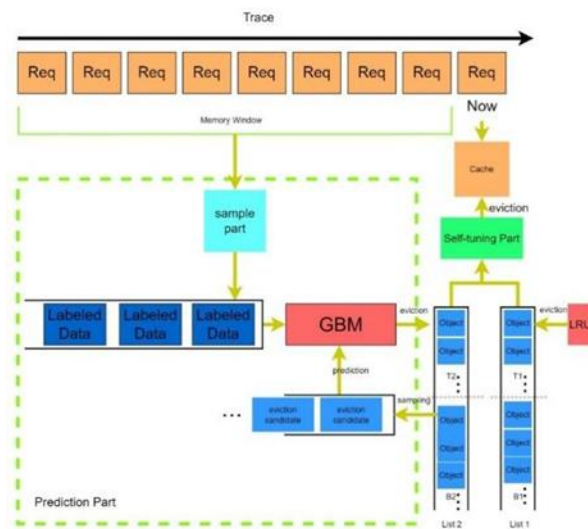 Trace
Req Req Req Req Req Req Req Req Req
Now
Memory Window
Cache
sample
part
eviction
Self-tuning Part
Labeled
Data
Labeled
Data
Labeled
Data
GBM
eviction
Object
Object
eviction
LRU
Object
Object
prediction
T2
T1
sampling
eviction
candidate
eviction
candidate
Object
Object
Object
Object
Object
Object
Prediction Part
B2
B1
List 2
List 1